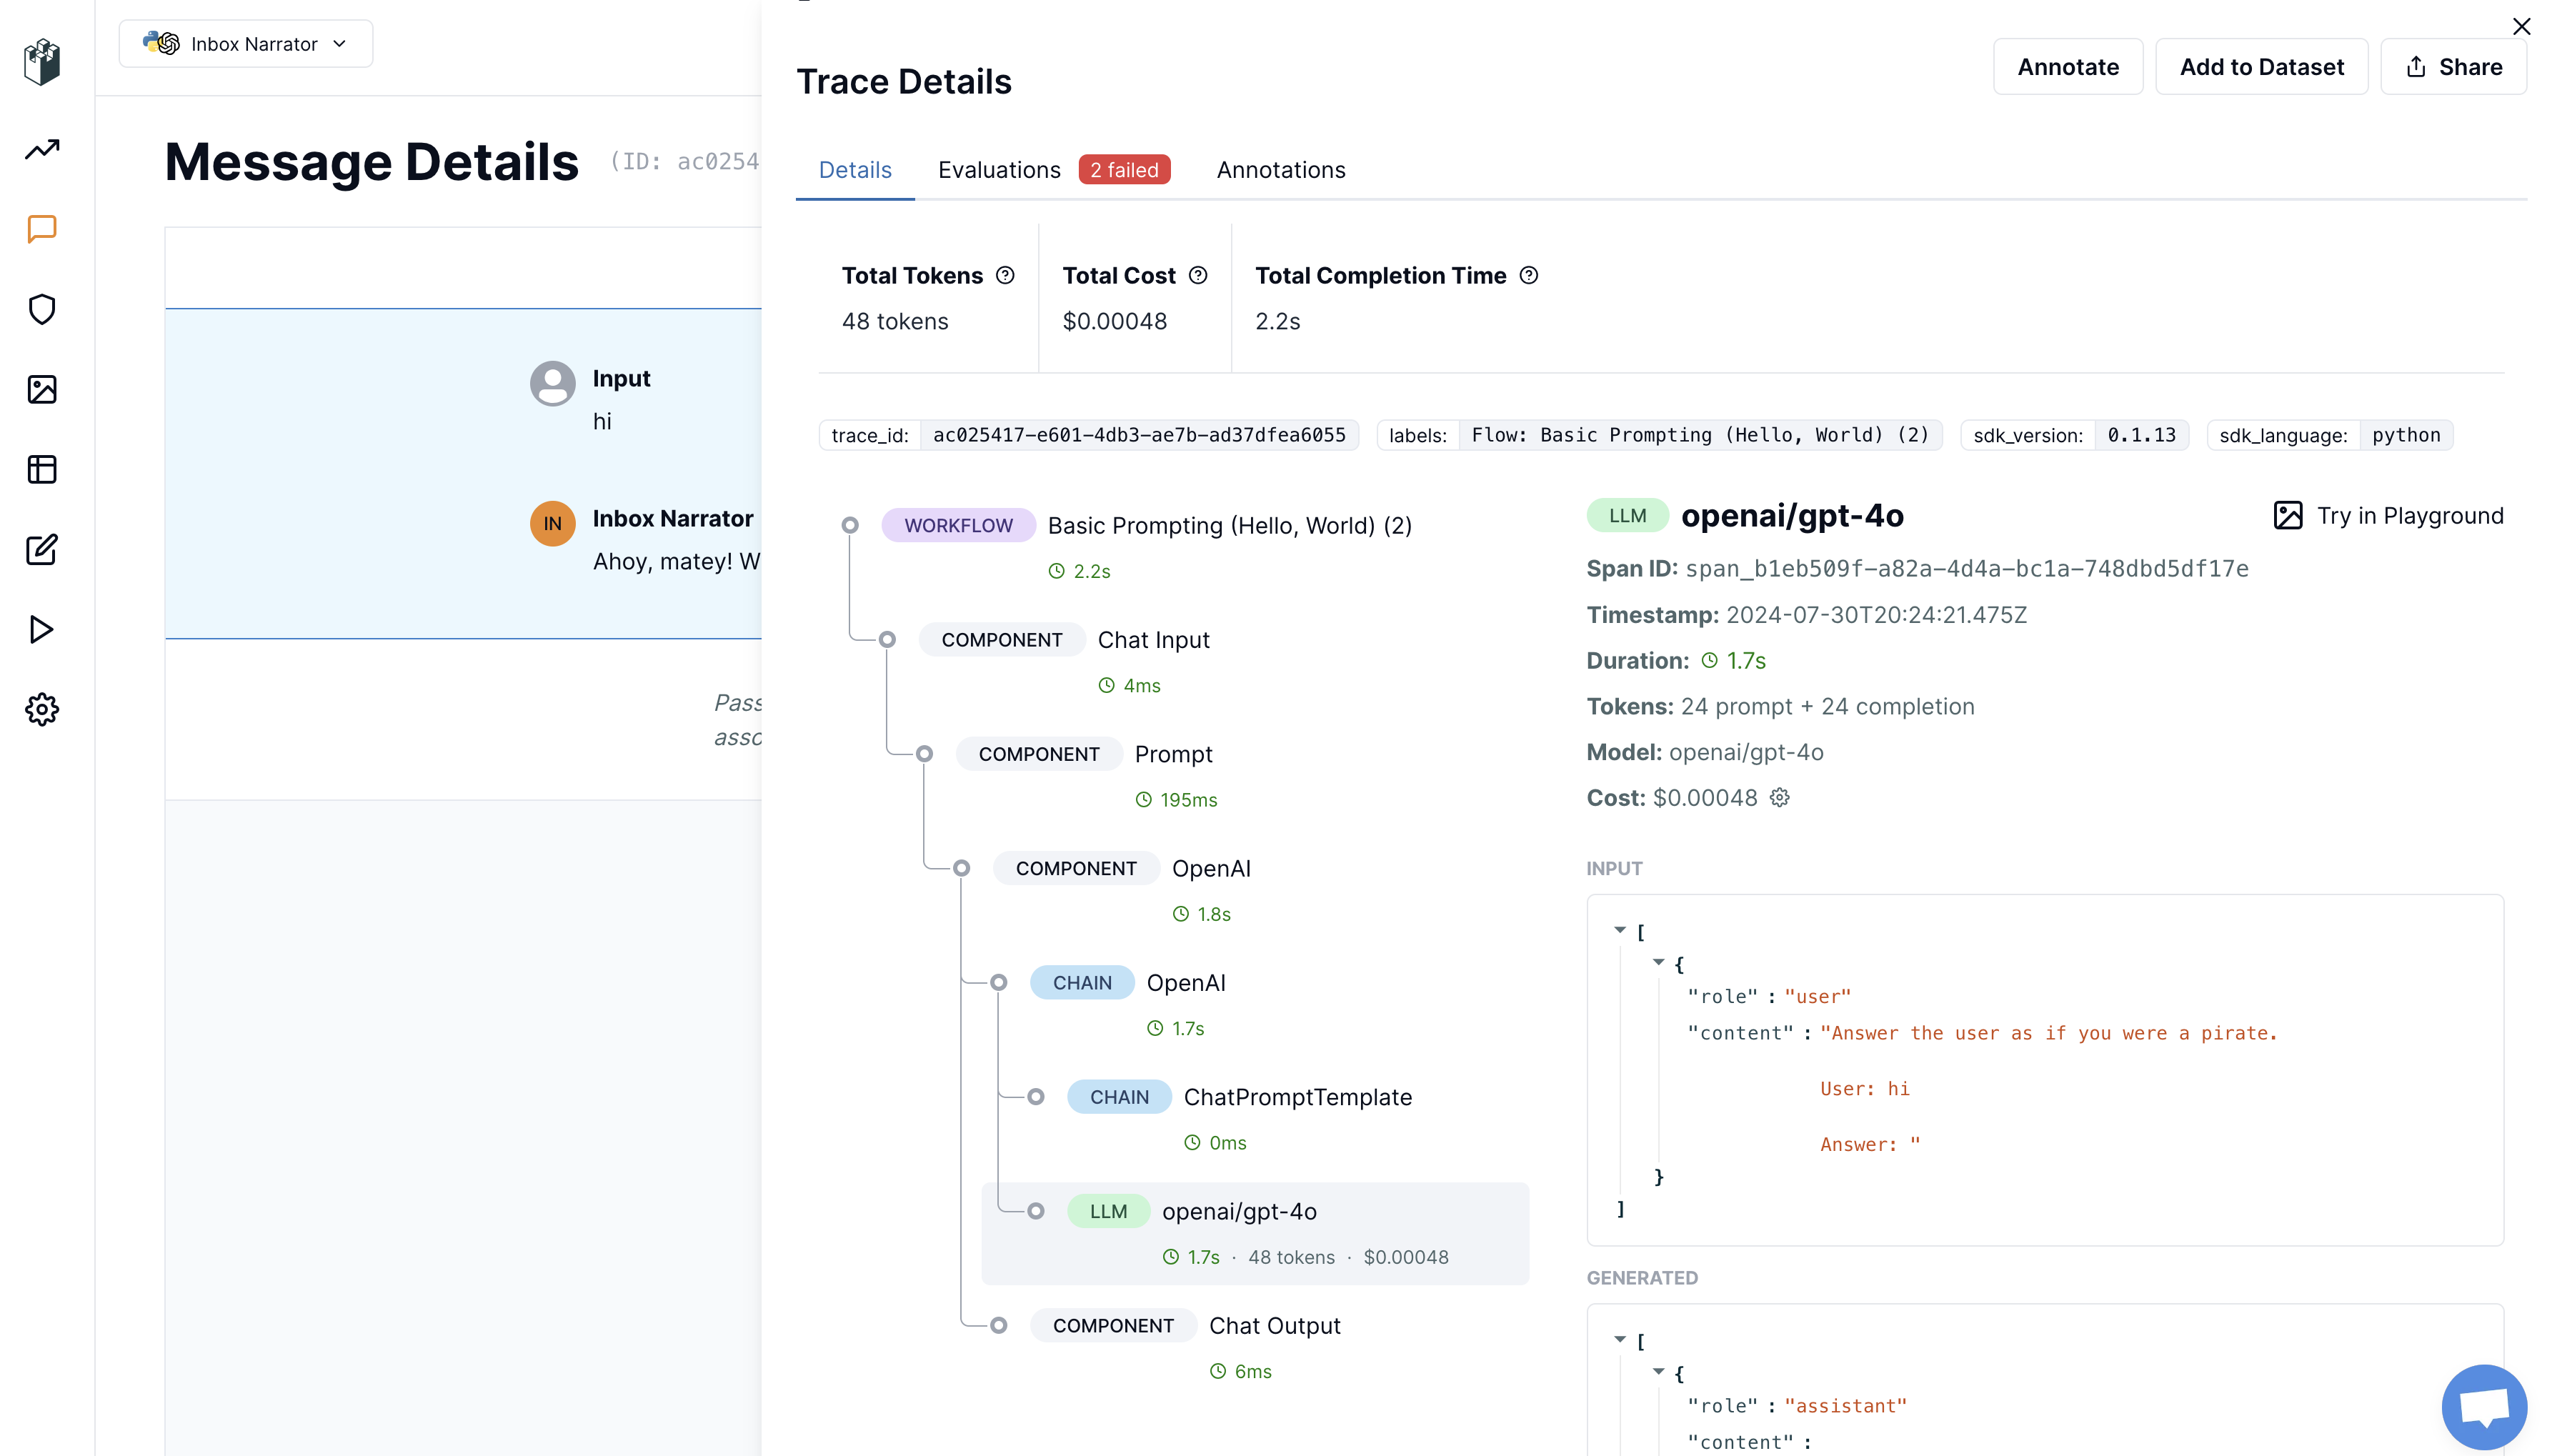 Inbox Narrator
Message Details (ID: ac0254
Input
hi
IN
Inbox Narrator
Ahoy, matey! W
Pass
asso
Trace Details
Annotate
Add to Dataset
Share
Details
Evaluations 2 failed
Annotations
Total Tokens
48 tokens
Total Cost
$0.00048
Total Completion Time
2.2s
trace_id: ac025417-e601-4db3-ae7b-ad37dfea6055
labels: Flow: Basic Prompting (Hello, World) (2)
sdk_version: 0.1.13
sdk_language: python
WORKFLOW Basic Prompting (Hello, World) (2)
2.2s
COMPONENT Chat Input
4ms
COMPONENT Prompt
195ms
COMPONENT OpenAI
1.8s
CHAIN OpenAI
1.7s
CHAIN ChatPromptTemplate
0ms
LLM openai/gpt-4o
1.7s · 48 tokens · $0.00048
COMPONENT Chat Output
6ms
LLM openai/gpt-4o
Try in Playground
Span ID: span_b1eb509f-a82a-4d4a-bc1a-748dbd5df17e
Timestamp: 2024-07-30T20:24:21.475Z
Duration: 1.7s
Tokens: 24 prompt + 24 completion
Model: openai/gpt-4o
Cost: $0.00048
INPUT
[
{
"role" : "user"
"content" : "Answer the user as if you were a pirate.
User: hi
Answer: "
}
]
GENERATED
[
{
"role" : "assistant"
"content" :